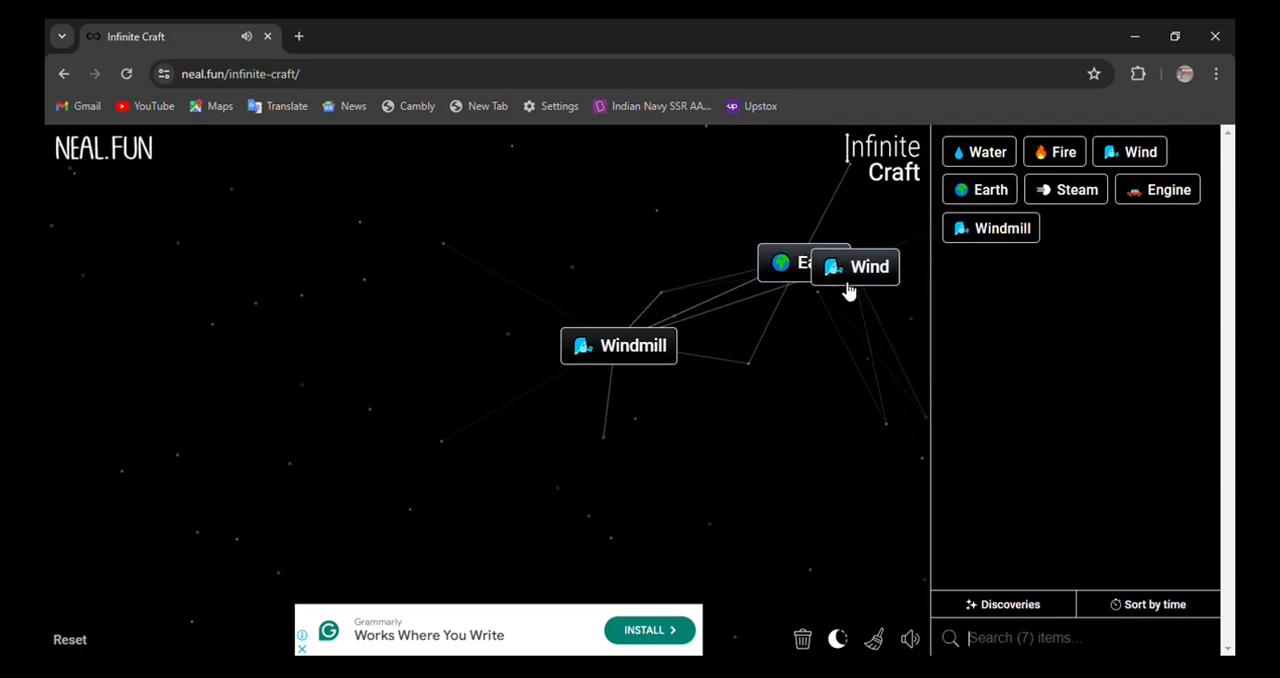 Infinite Craft
neal.fun/infinite-craft/
Gmail YouTube Maps Translate News Cambly New Tab Settings Indian Navy SSR AA... Upstox
NEAL.FUN
Infinite
Craft
Water Fire Wind
Earth Steam Engine
Windmill
Wind
Windmill
Discoveries Sort by time
Search (7) items...
Grammarly
Works Where You Write
INSTALL >
Reset